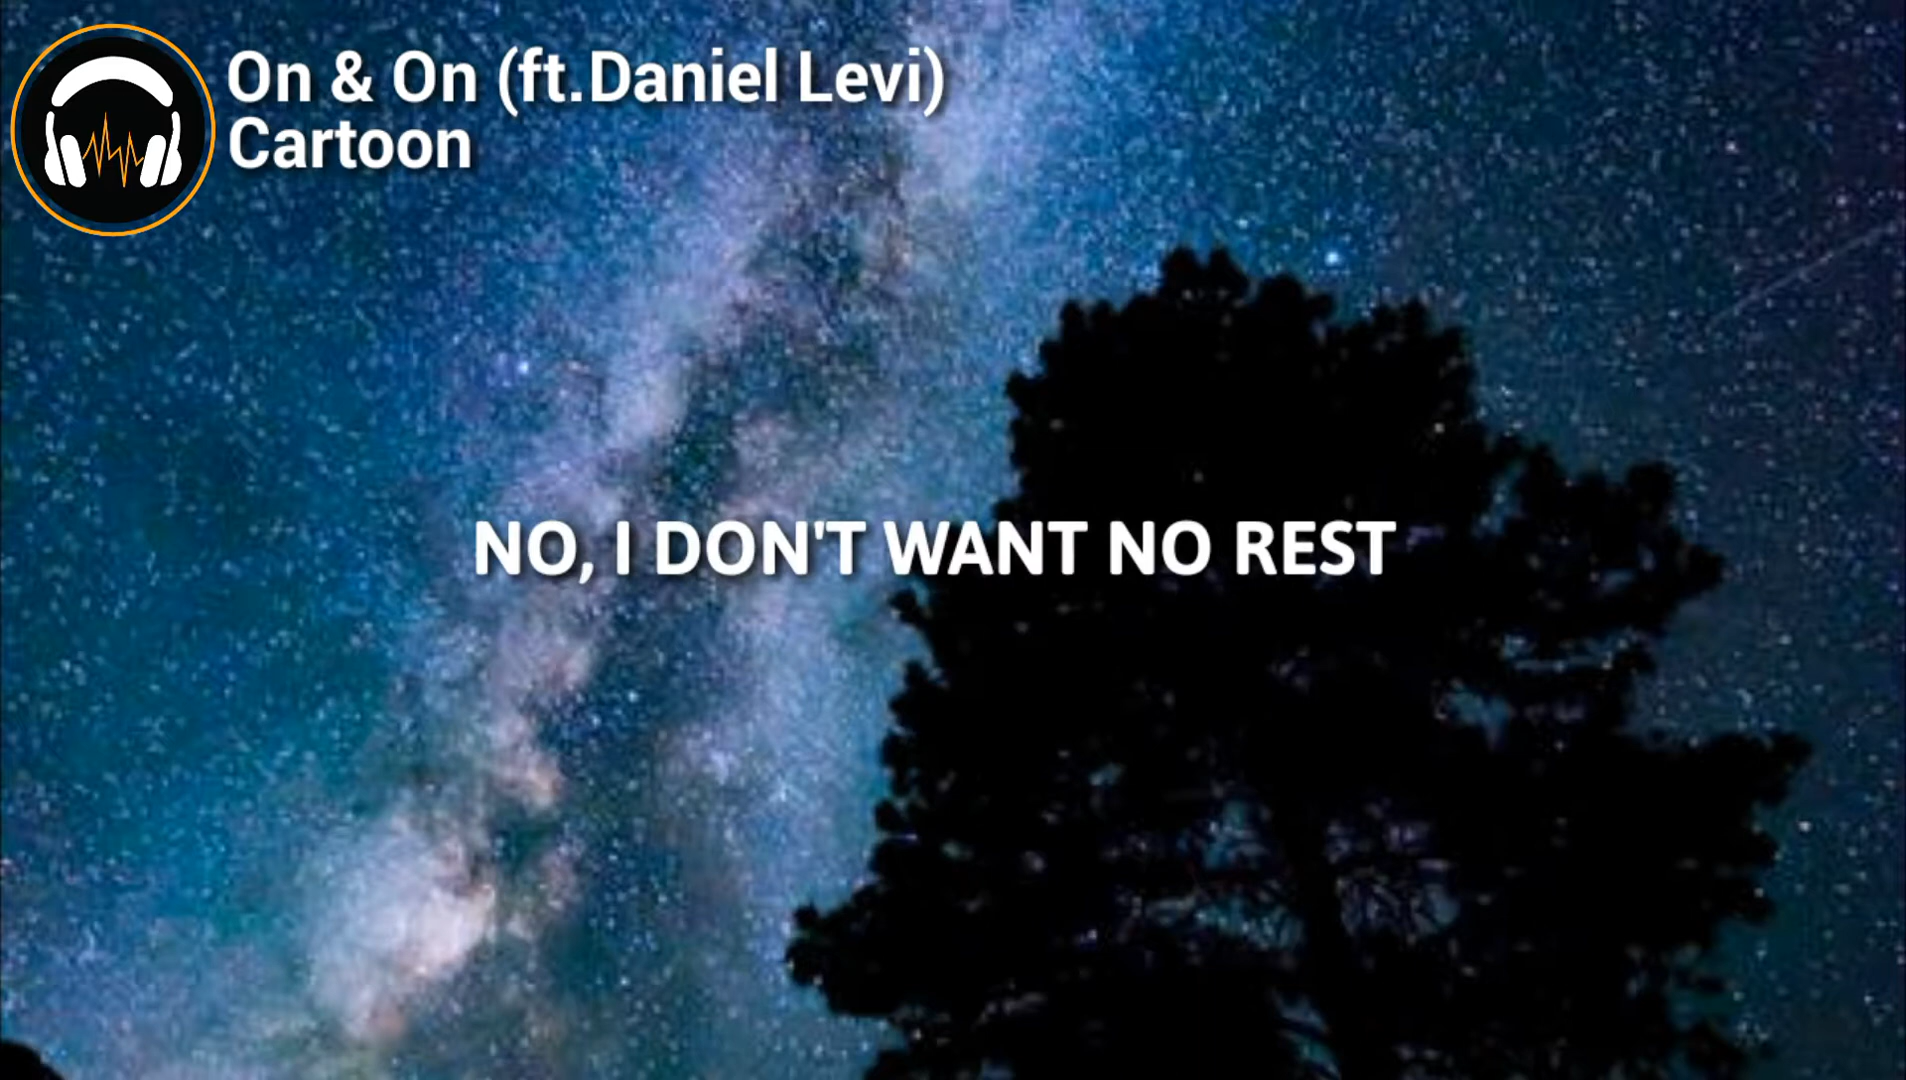 On & On (ft.Daniel Levi)
Cartoon
NO, I DON'T WANT NO REST